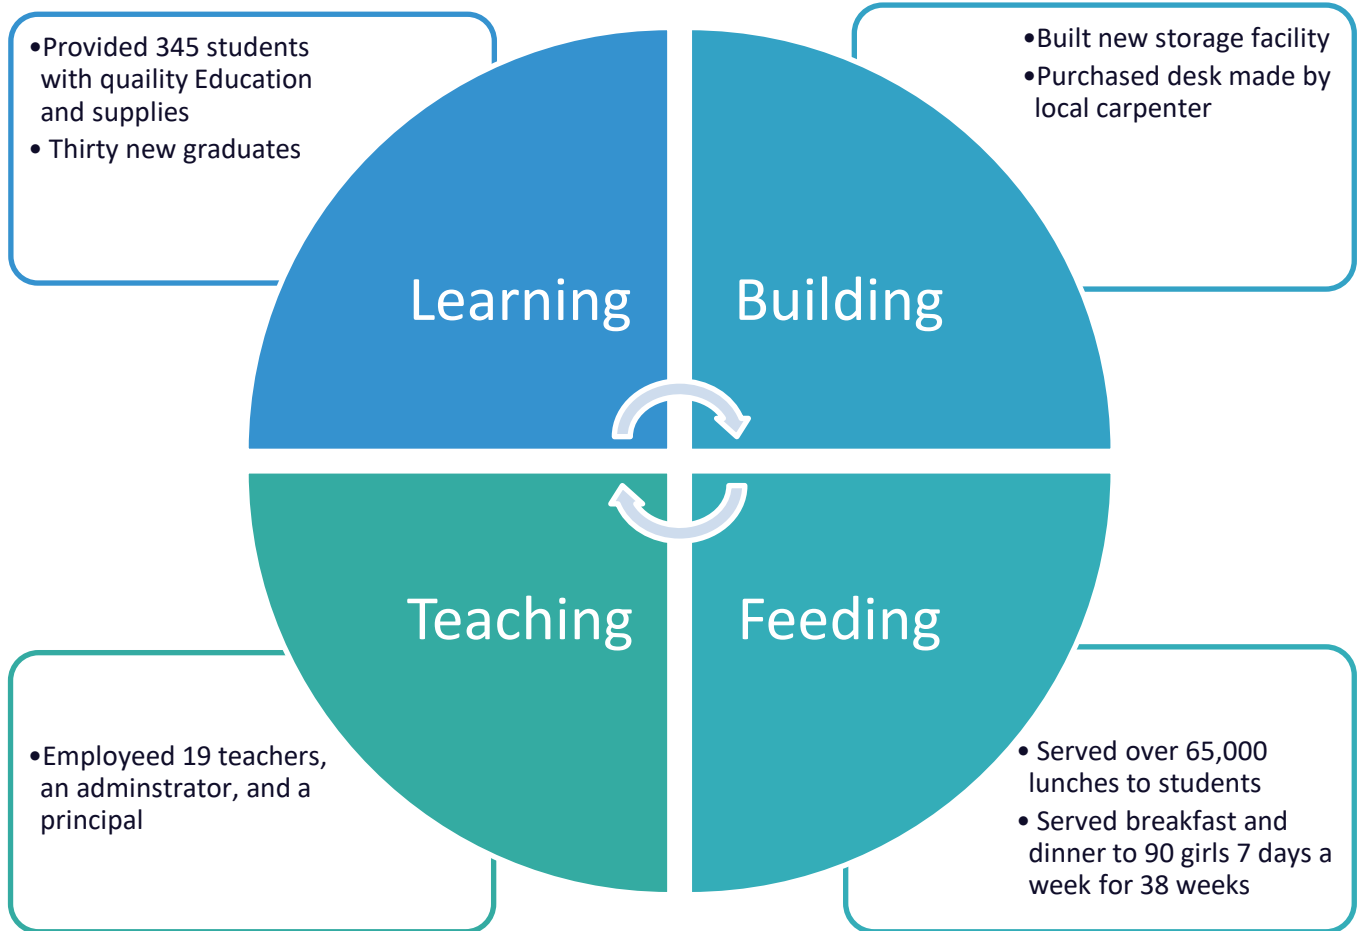 •Provided 345 students
with quaility Education
and supplies
• Thirty new graduates
•Built new storage facility
•Purchased desk made by
local carpenter
Learning
Building
Teaching
Feeding
•Employeed 19 teachers,
an adminstrator, and a
principal
• Served over 65,000
lunches to students
• Served breakfast and
dinner to 90 girls 7 days a
week for 38 weeks